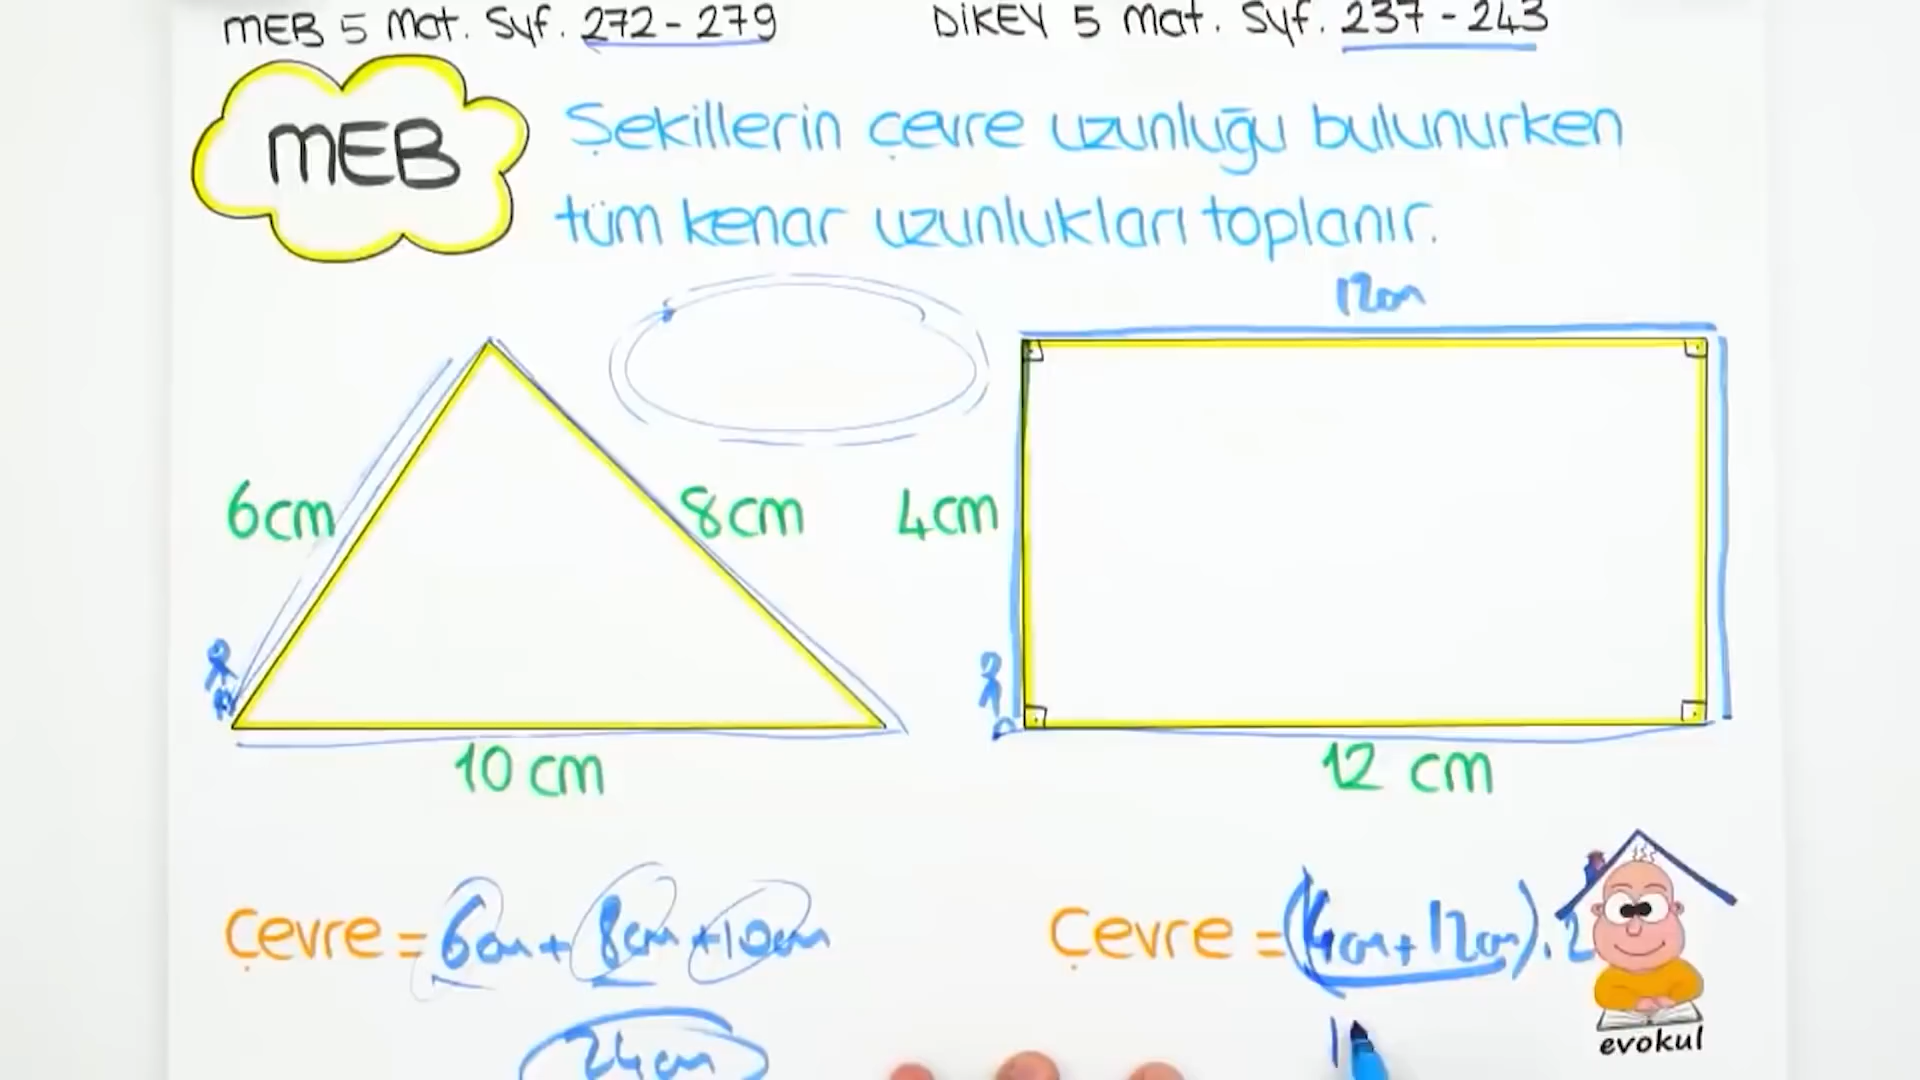 MEB 5 Mat. Syf. 272 - 279
DİKEY 5 Mat. Syf. 237 - 243
MEB
Şekillerin çevre uzunluğu bulunurken
tüm kenar uzunlukları toplanır.
12cm
6cm
8cm
4cm
10 cm
12 cm
Çevre = 6cm + 8cm + 10cm
24cm
Çevre = (4cm + 12cm) . 2
1
evokul